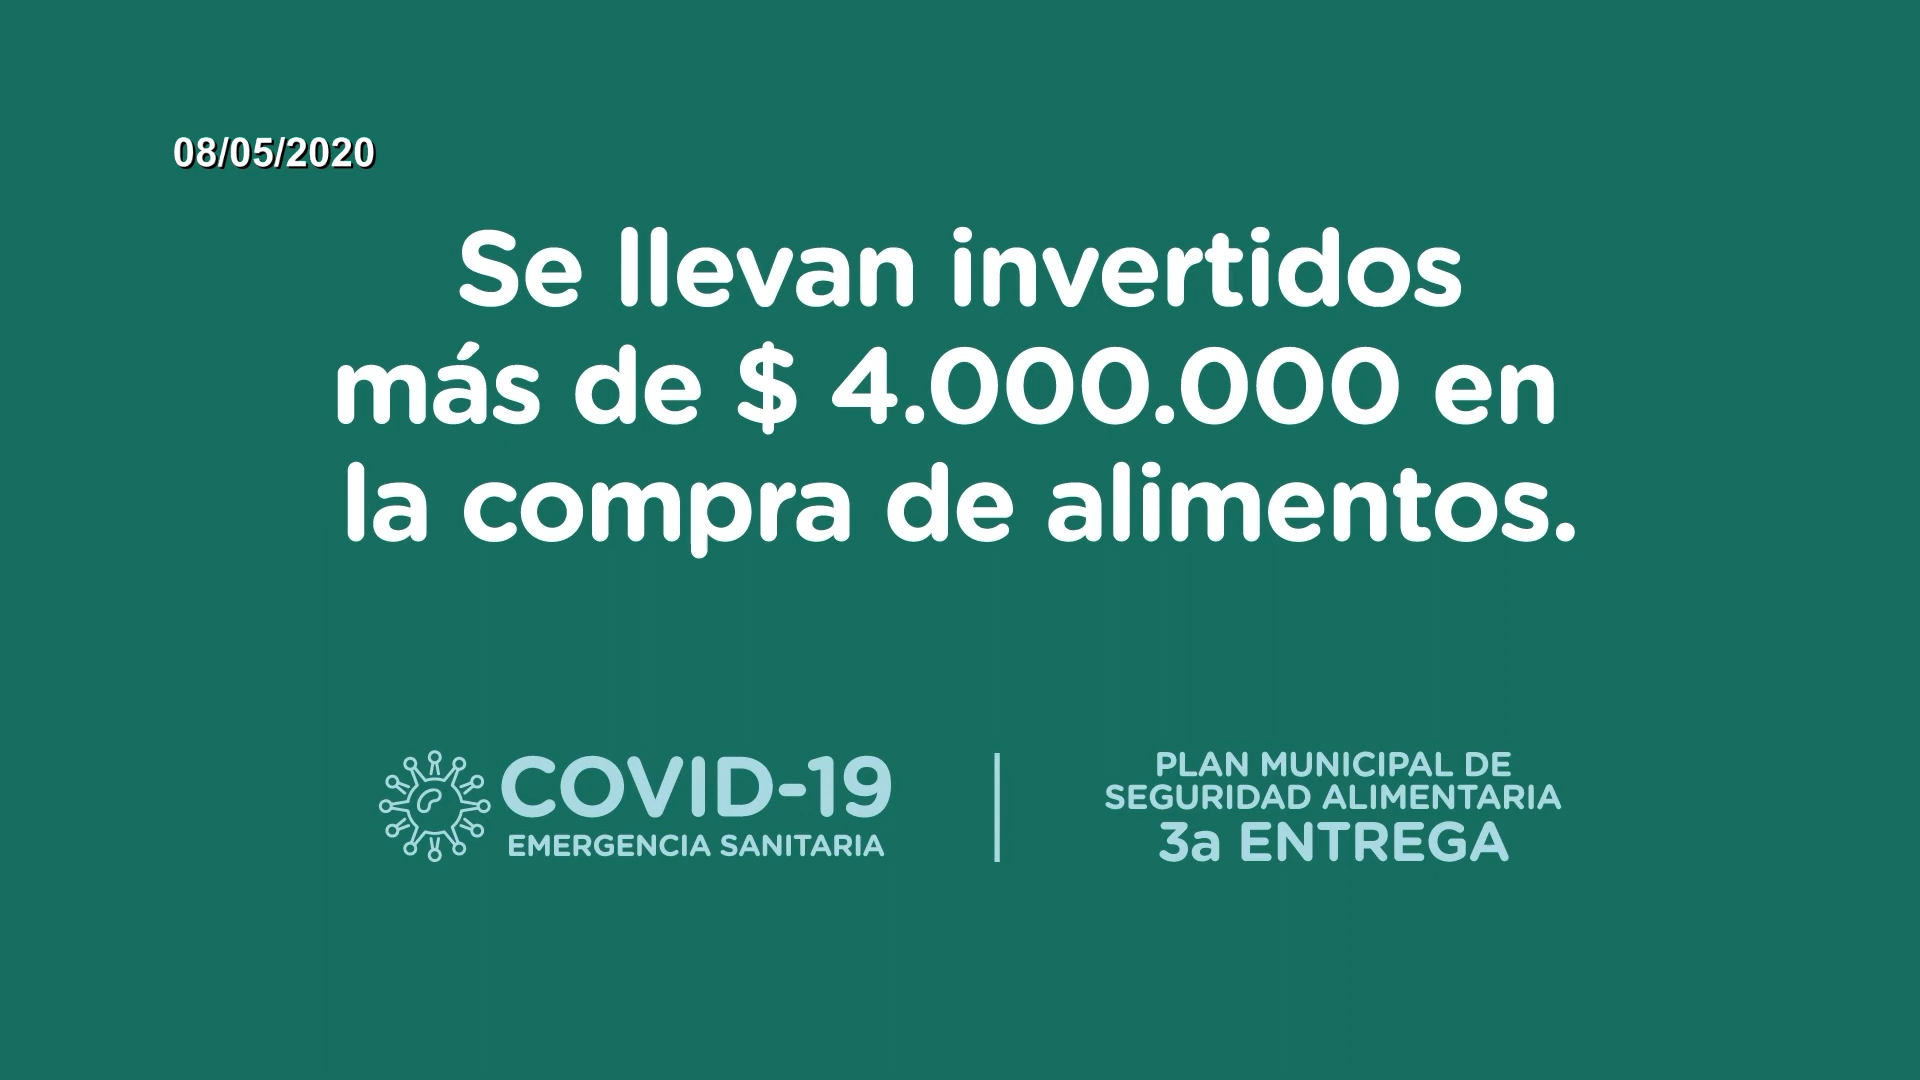 08/05/2020
Se llevan invertidos
más de $ 4.000.000 en
la compra de alimentos.
COVID-19
EMERGENCIA SANITARIA
PLAN MUNICIPAL DE
SEGURIDAD ALIMENTARIA
3a ENTREGA